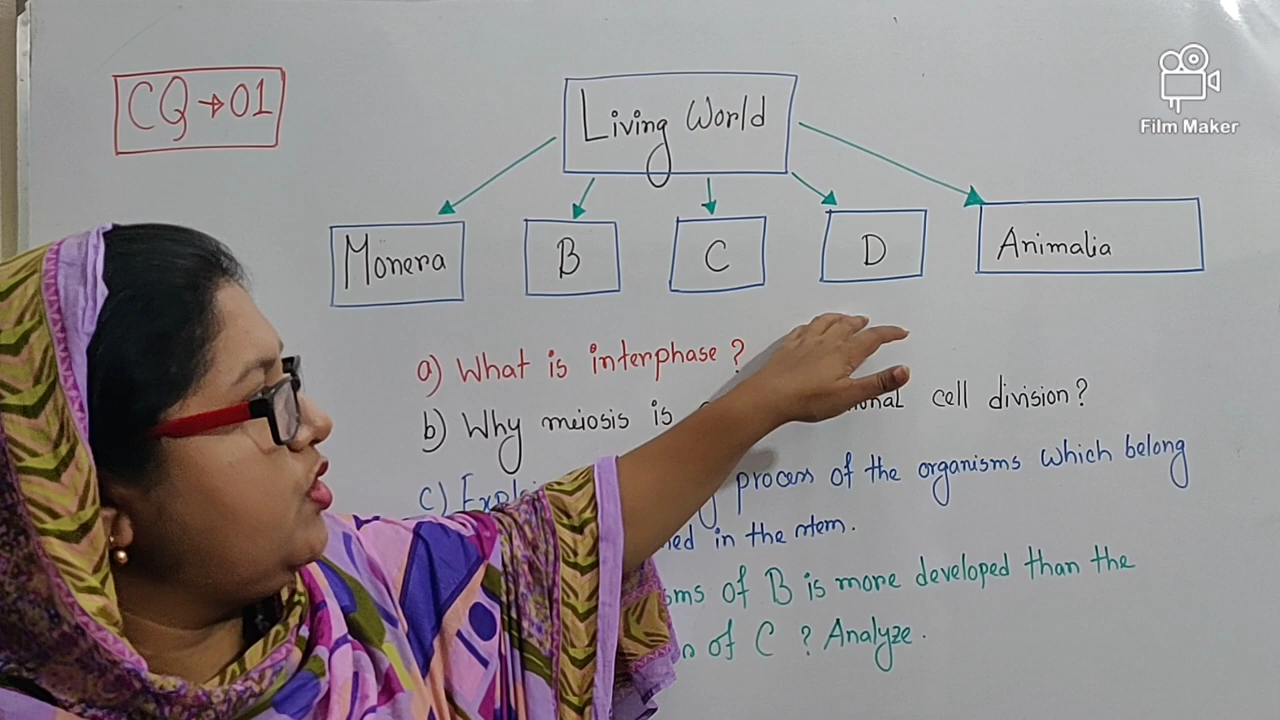 CQ → 01
Living World
Monera
B
C
D
Animalia
a) What is interphase ?
b) Why meiosis is cell division?
c) process of the organisms which belong
in the stem.
of B is more developed than the
of C ? Analyze.
Film Maker